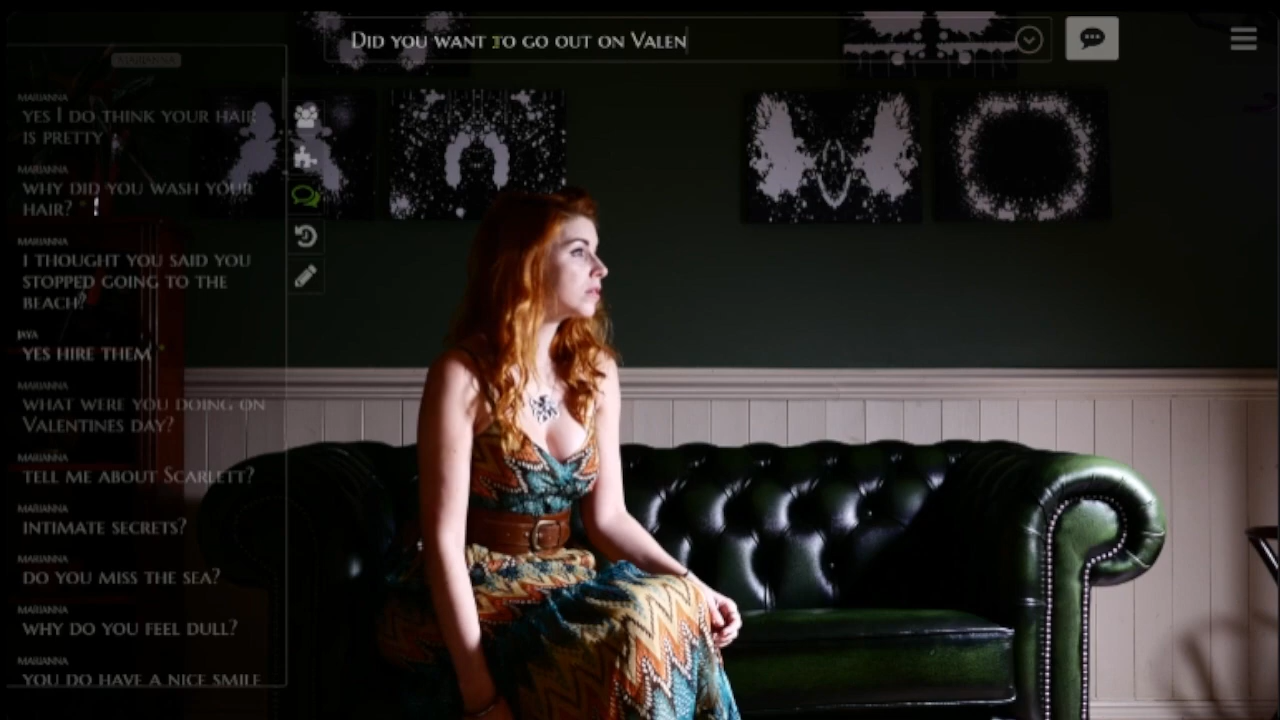 Did you want to go out on Valen
MARIANNA
MARIANNA
YES I DO THINK YOUR HAIR
IS PRETTY
MARIANNA
WHY DID YOU WASH YOUR
HAIR?
MARIANNA
I THOUGHT YOU SAID YOU
STOPPED GOING TO THE
BEACH?
JAVA
YES HIRE THEM
MARIANNA
WHAT WERE YOU DOING ON
VALENTINES DAY?
MARIANNA
TELL ME ABOUT SCARLETT?
MARIANNA
INTIMATE SECRETS?
MARIANNA
DO YOU MISS THE SEA?
MARIANNA
WHY DO YOU FEEL DULL?
MARIANNA
YOU DO HAVE A NICE SMILE